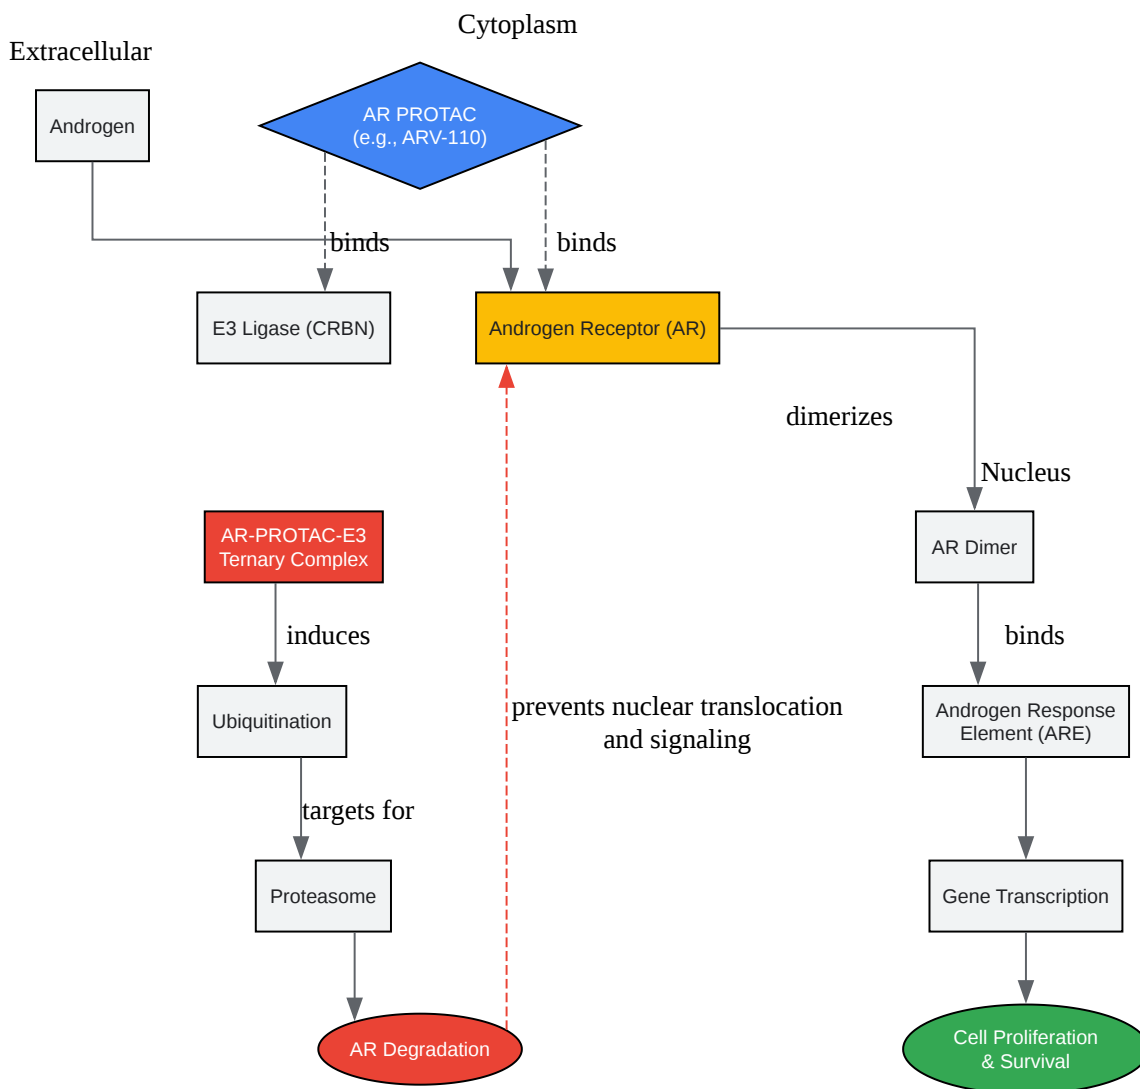 Cytoplasm
Extracellular
AR PROTAC
(e.g., ARV-110)
Androgen
binds
binds
E3 Ligase (CRBN)
Androgen Receptor (AR)
dimerizes
Nucleus
AR-PROTAC-E3
Ternary Complex
AR Dimer
induces
binds
Ubiquitination
prevents nuclear translocation
and signaling
Androgen Response
Element (ARE)
targets for
Proteasome
Gene Transcription
AR Degradation
Cell Proliferation
& Survival